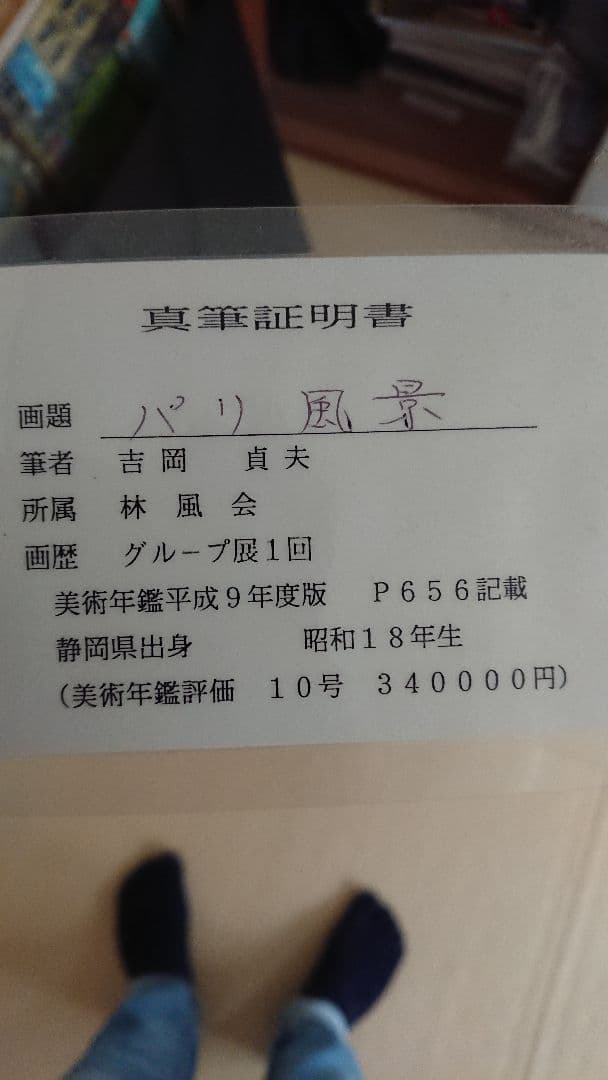 真筆証明書
画題 パリ風景
筆者 吉岡 貞夫
所属 林風会
画歴 グループ展1回
美術年鑑平成9年度版 P656記載
静岡県出身 昭和18年生
(美術年鑑評価 10号 340000円)